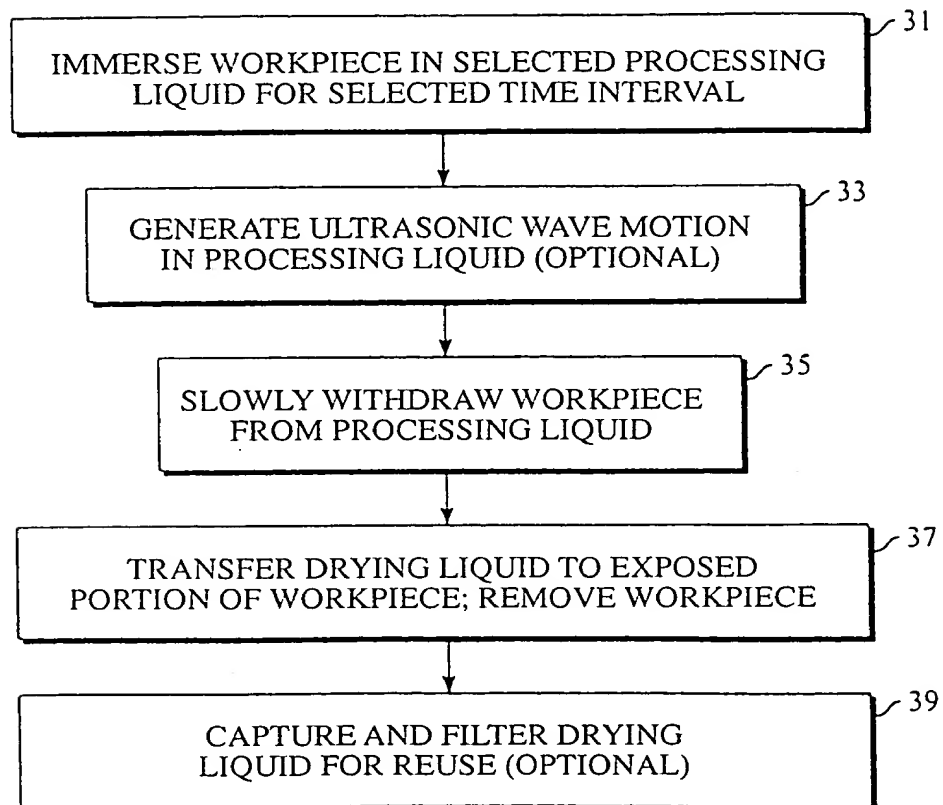 31
IMMERSE WORKPIECE IN SELECTED PROCESSING
LIQUID FOR SELECTED TIME INTERVAL
33
GENERATE ULTRASONIC WAVE MOTION
IN PROCESSING LIQUID (OPTIONAL)
35
SLOWLY WITHDRAW WORKPIECE
FROM PROCESSING LIQUID
37
TRANSFER DRYING LIQUID TO EXPOSED
PORTION OF WORKPIECE; REMOVE WORKPIECE
39
CAPTURE AND FILTER DRYING
LIQUID FOR REUSE (OPTIONAL)